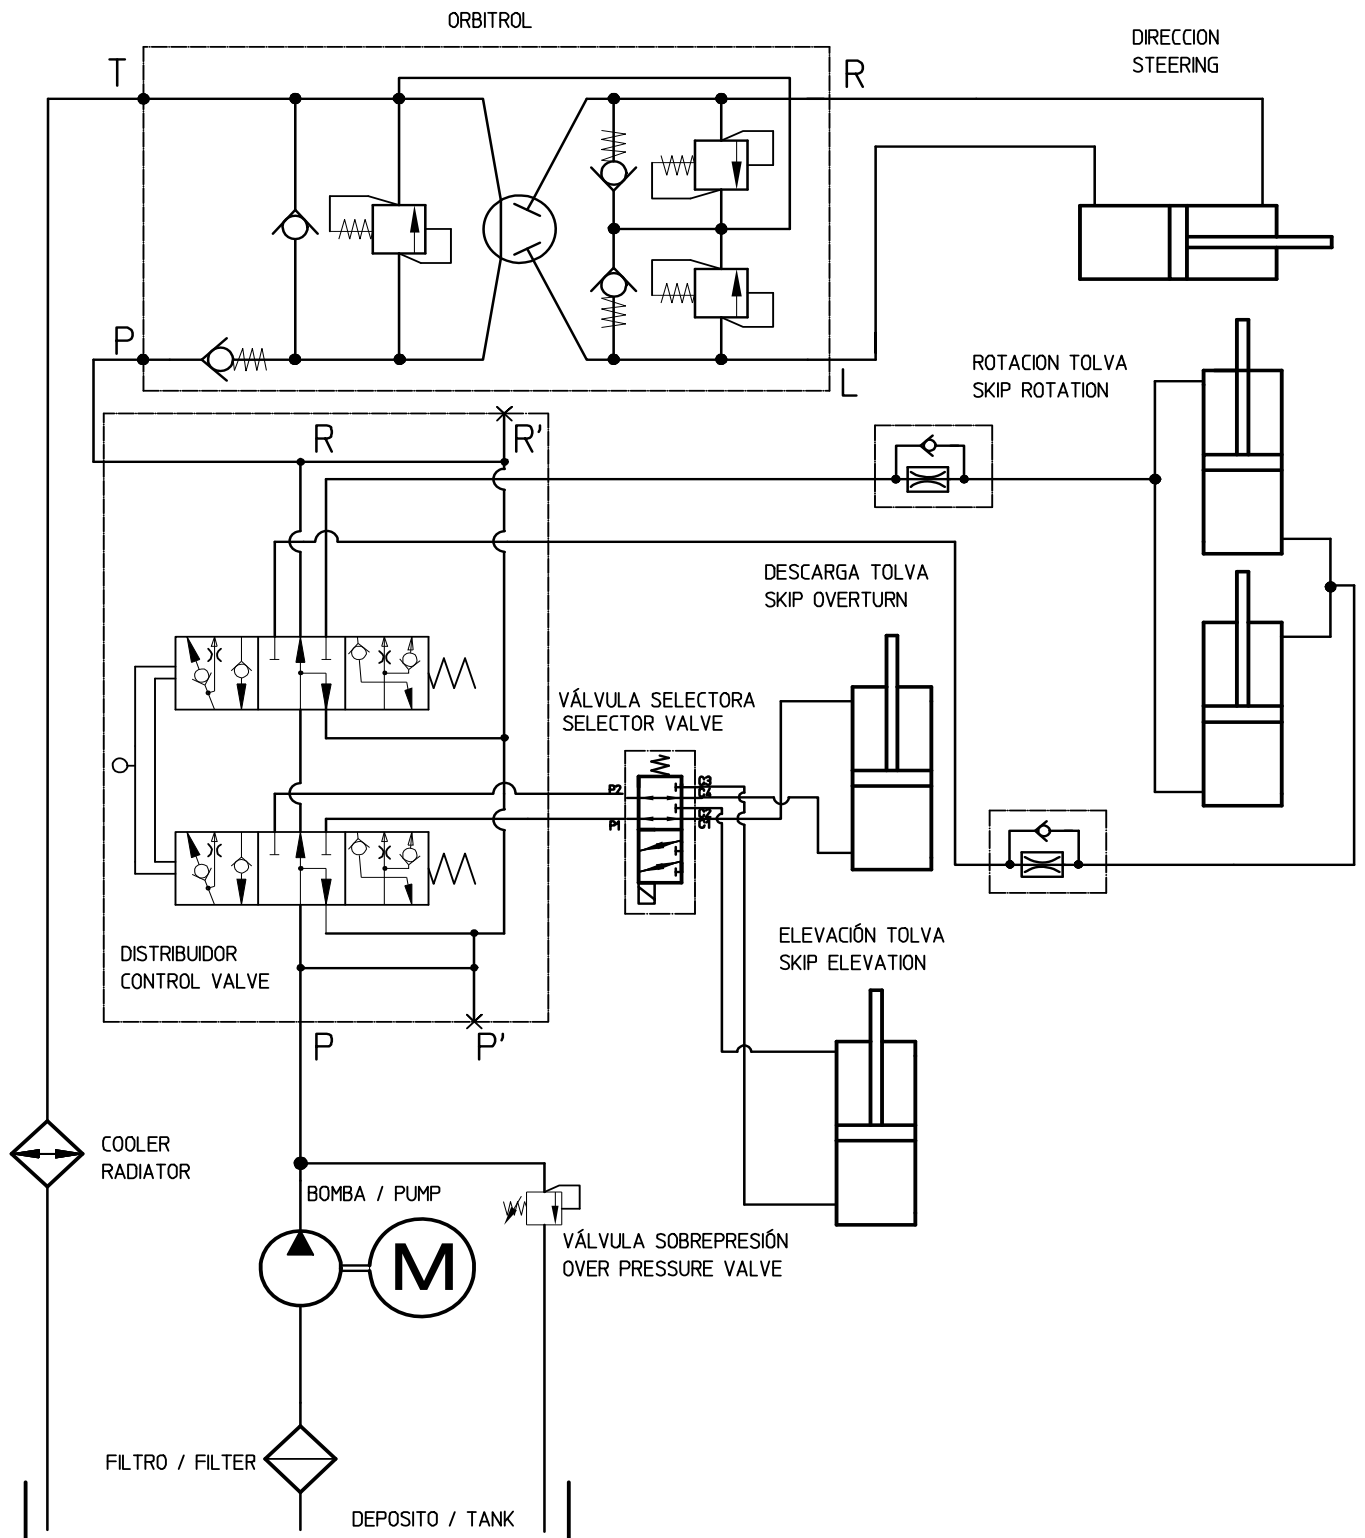 ORBITROL
DIRECCION
STEERING
T
R
P
L
ROTACION TOLVA
SKIP ROTATION
R
R'
DESCARGA TOLVA
SKIP OVERTURN
VÁLVULA SELECTORA
SELECTOR VALVE
P2
P1
C3
ELEVACIÓN TOLVA
SKIP ELEVATION
DISTRIBUIDOR
CONTROL VALVE
P
P'
COOLER
RADIATOR
BOMBA / PUMP
M
VÁLVULA SOBREPRESIÓN
OVER PRESSURE VALVE
FILTRO / FILTER
DEPOSITO / TANK